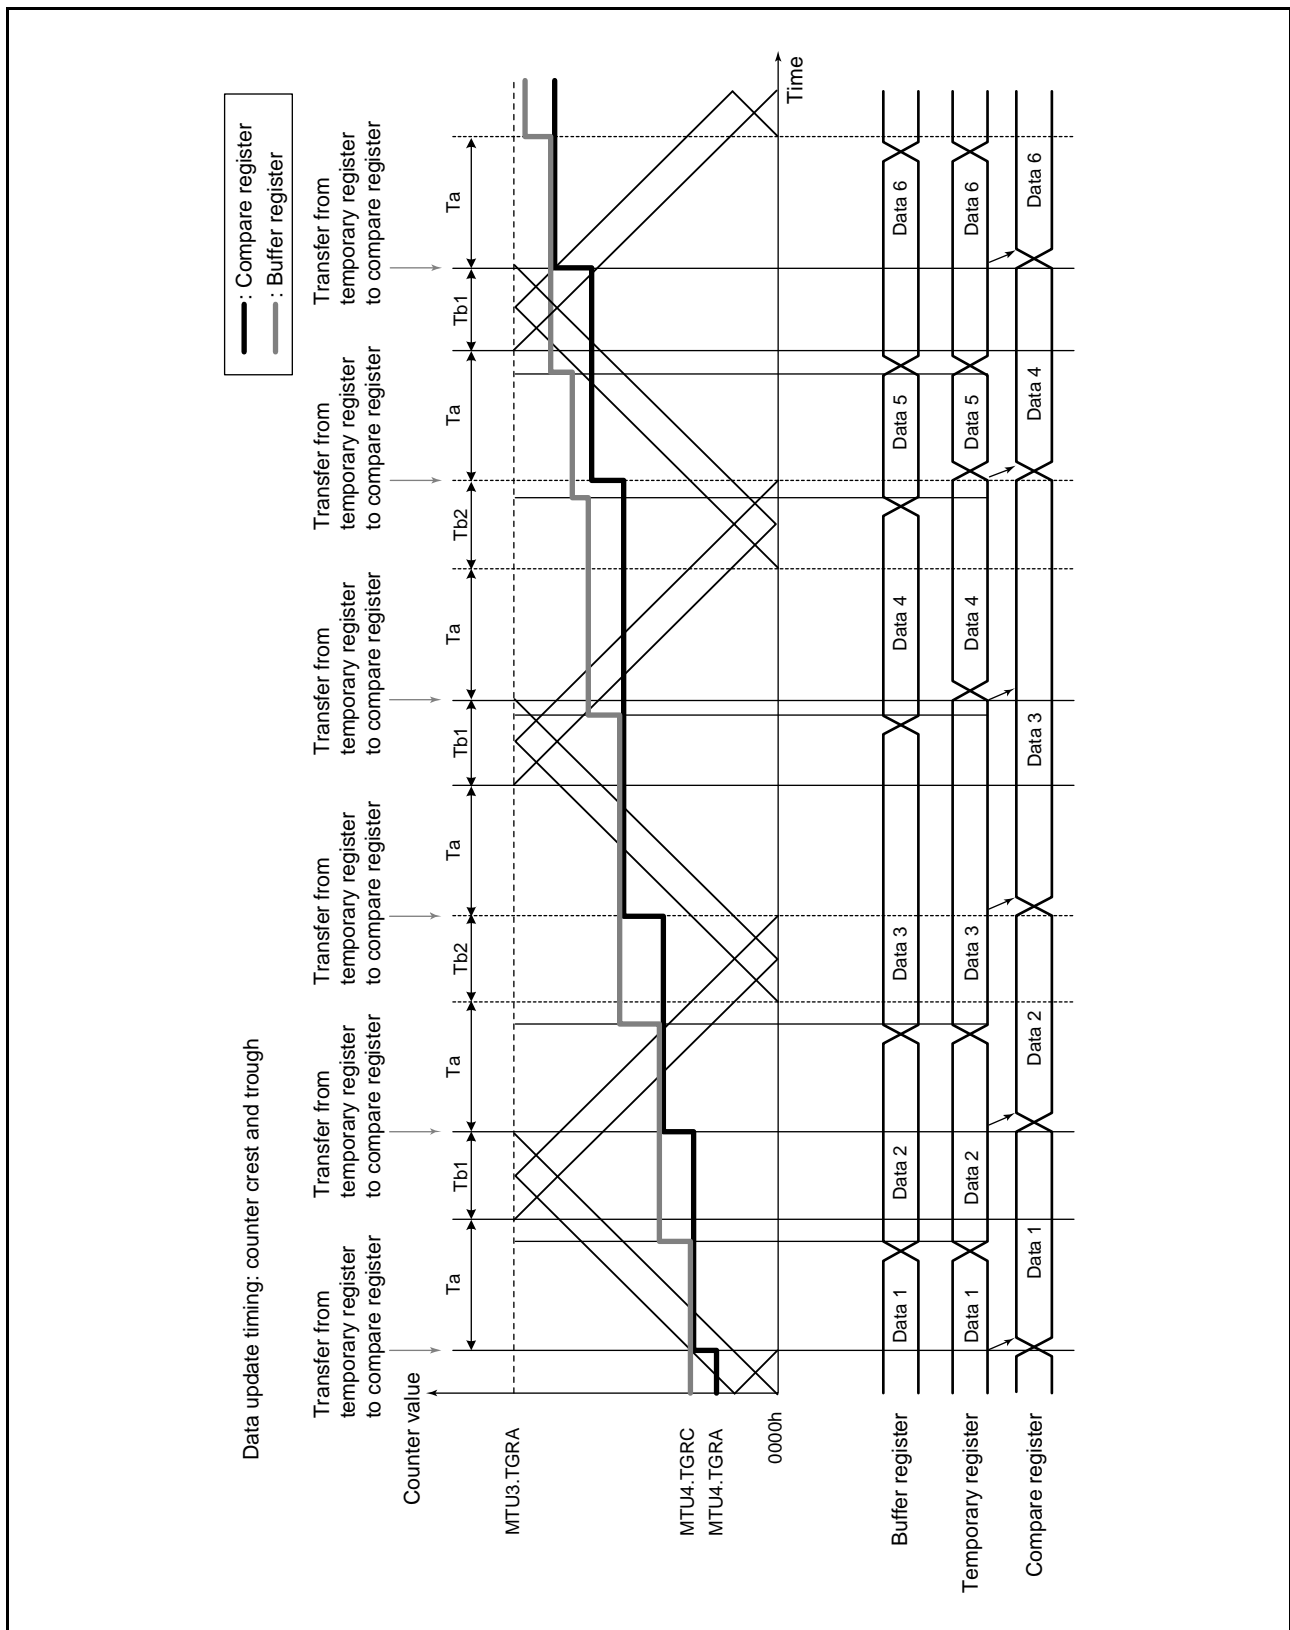 Data update timing: counter crest and trough
: Compare register
: Buffer register
Transfer from
temporary register
to compare register
Transfer from
temporary register
to compare register
Transfer from
temporary register
to compare register
Transfer from
temporary register
to compare register
Transfer from
temporary register
to compare register
Transfer from
temporary register
to compare register
Counter value
Ta
Tb1
Ta
Tb2
Ta
Tb1
Ta
Tb2
Ta
Tb1
Ta
MTU3.TGRA
MTU4.TGRC
MTU4.TGRA
0000h
Time
Buffer register
Data 1
Data 2
Data 3
Data 4
Data 5
Data 6
Temporary register
Data 1
Data 2
Data 3
Data 4
Data 5
Data 6
Compare register
Data 1
Data 2
Data 3
Data 4
Data 6